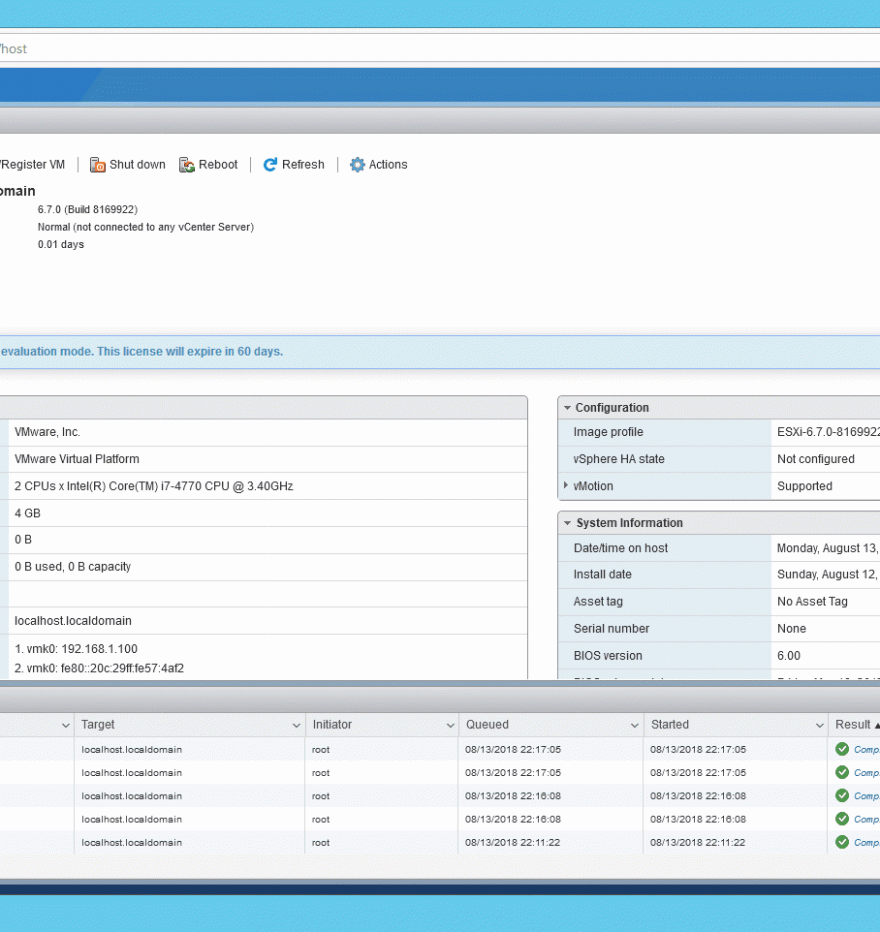 /host
/Register VM Shut down Reboot Refresh Actions
omain
6.7.0 (Build 8169922)
Normal (not connected to any vCenter Server)
0.01 days
evaluation mode. This license will expire in 60 days.
Configuration
VMware, Inc. Image profile ESXi-6.7.0-8169922
VMware Virtual Platform vSphere HA state Not configured
2 CPUs x Intel(R) Core(TM) i7-4770 CPU @ 3.40GHz vMotion Supported
4 GB System Information
0 B Date/time on host Monday, August 13,
0 B used, 0 B capacity Install date Sunday, August 12,
Asset tag No Asset Tag
localhost.localdomain Serial number None
1. vmk0: 192.168.1.100 BIOS version 6.00
2. vmk0: fe80::20c:29ff:fe57:4af2
Target Initiator Queued Started Result
localhost.localdomain root 08/13/2018 22:17:05 08/13/2018 22:17:05 Comp
localhost.localdomain root 08/13/2018 22:17:05 08/13/2018 22:17:05 Comp
localhost.localdomain root 08/13/2018 22:16:08 08/13/2018 22:16:08 Comp
localhost.localdomain root 08/13/2018 22:16:08 08/13/2018 22:16:08 Comp
localhost.localdomain root 08/13/2018 22:11:22 08/13/2018 22:11:22 Comp